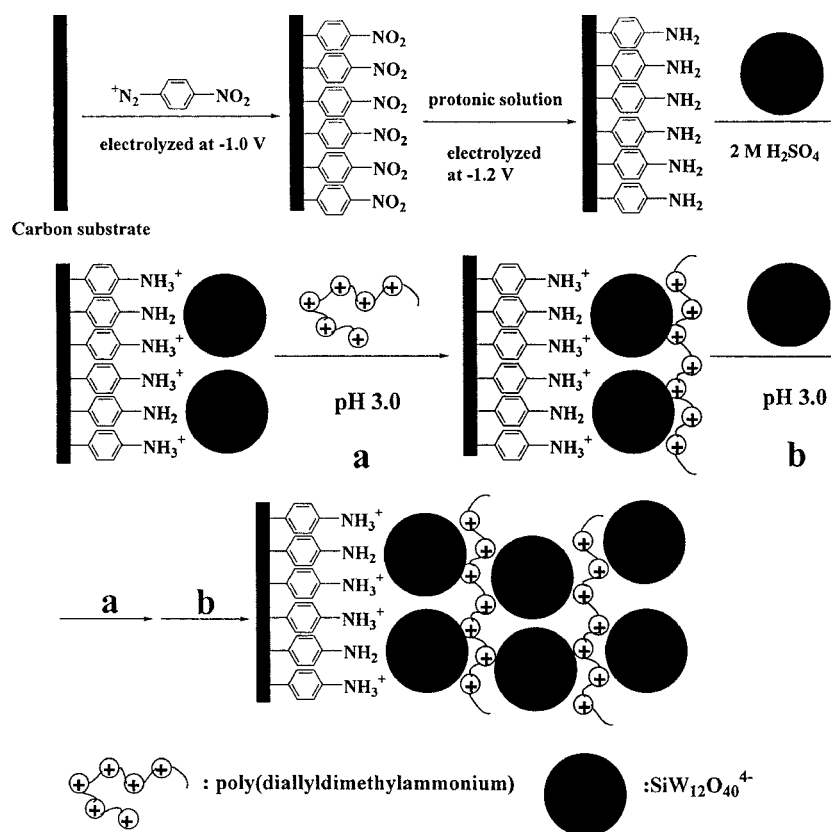 NO₂
NO₂
NO₂
NO₂
NO₂
NO₂
⁺N₂
NO₂
electrolyzed at -1.0 V
protonic solution
electrolyzed
at -1.2 V
NH₂
NH₂
NH₂
NH₂
NH₂
NH₂
2 M H₂SO₄
Carbon substrate
NH₃⁺
NH₂
NH₃⁺
NH₃⁺
NH₂
NH₃⁺
+ + + +
+ +
pH 3.0
a
NH₃⁺
NH₂
NH₃⁺
NH₃⁺
NH₂
NH₃⁺
+
+
+
+
+
+
+
pH 3.0
b
a
b
NH₃⁺
NH₂
NH₃⁺
NH₃⁺
NH₂
NH₃⁺
+
+
+
+
+
+
+
+
+
+
+
+
+
+
+ + + +
+ +
: poly(diallyldimethylammonium)
:SiW₁₂O₄₀⁴⁻